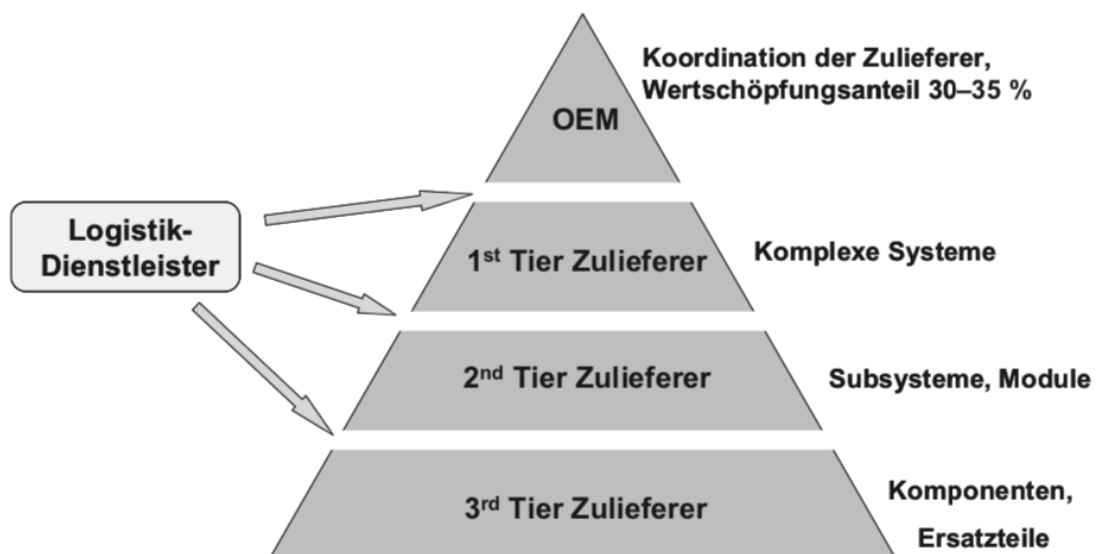 Koordination der Zulieferer,
Wertschöpfungsanteil 30–35 %
OEM
Logistik-
Dienstleister
1st Tier Zulieferer
Komplexe Systeme
2nd Tier Zulieferer
Subsysteme, Module
3rd Tier Zulieferer
Komponenten,
Ersatzteile